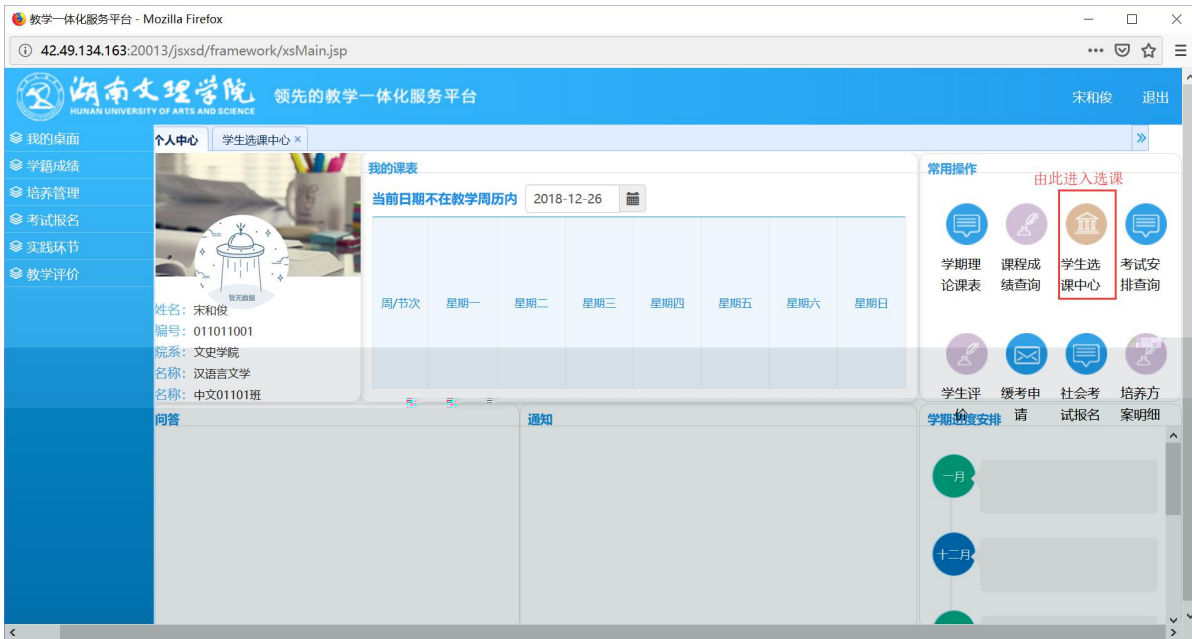 教学一体化服务平台 - Mozilla Firefox
42.49.134.163:20013/jsxsd/framework/xsMain.jsp
湖南文理学院
HUNAN UNIVERSITY OF ARTS AND SCIENCE
领先的教学一体化服务平台
宋和俊 退出
我的桌面
学籍成绩
培养管理
考试报名
实践环节
教学评价
个人中心 学生选课中心 ×
暂无数据
姓名：宋和俊
编号：011011001
院系：文史学院
名称：汉语言文学
名称：中文01101班
我的课表
当前日期不在教学周历内 2018-12-26
周/节次 星期一 星期二 星期三 星期四 星期五 星期六 星期日
常用操作
由此进入选课
学期理论课表
课程成绩查询
学生选课中心
考试安排查询
学生评价
缓考申请
社会考试报名
培养方案明细
问答
通知
学期进度安排
一月
十二月